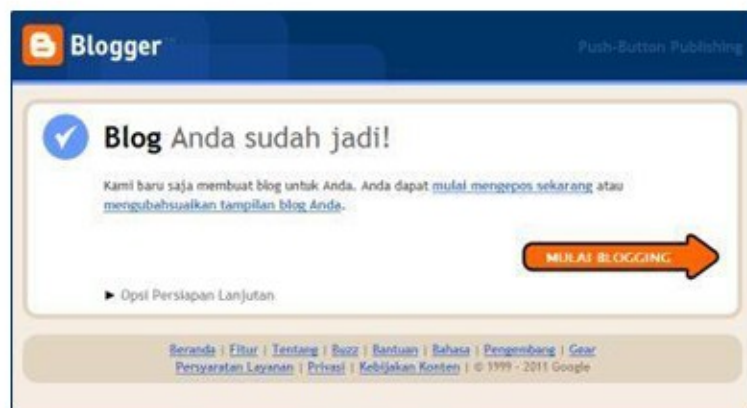 Blogger™
Push-Button Publishing
Blog Anda sudah jadi!
Kami baru saja membuat blog untuk Anda. Anda dapat mulai mengepos sekarang atau
mengubahsuaikan tampilan blog Anda.
MULAI BLOGGING
► Opsi Persiapan Lanjutan
Beranda | Fitur | Tentang | Buzz | Bantuan | Bahasa | Pengembang | Gear
Persyaratan Layanan | Privasi | Kebijakan Konten | © 1999 - 2011 Google